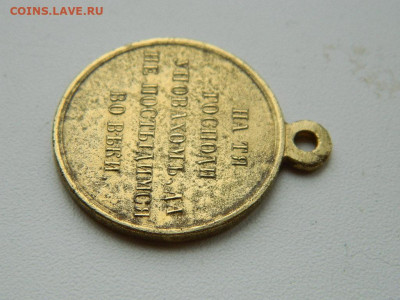 COINS.LAVE.RU
НА ТЯ
ГОСПОДИ
УПОВАХОМЪ, ДА
НЕ ПОСТЫДИМСЯ
ВО ВѢКИ